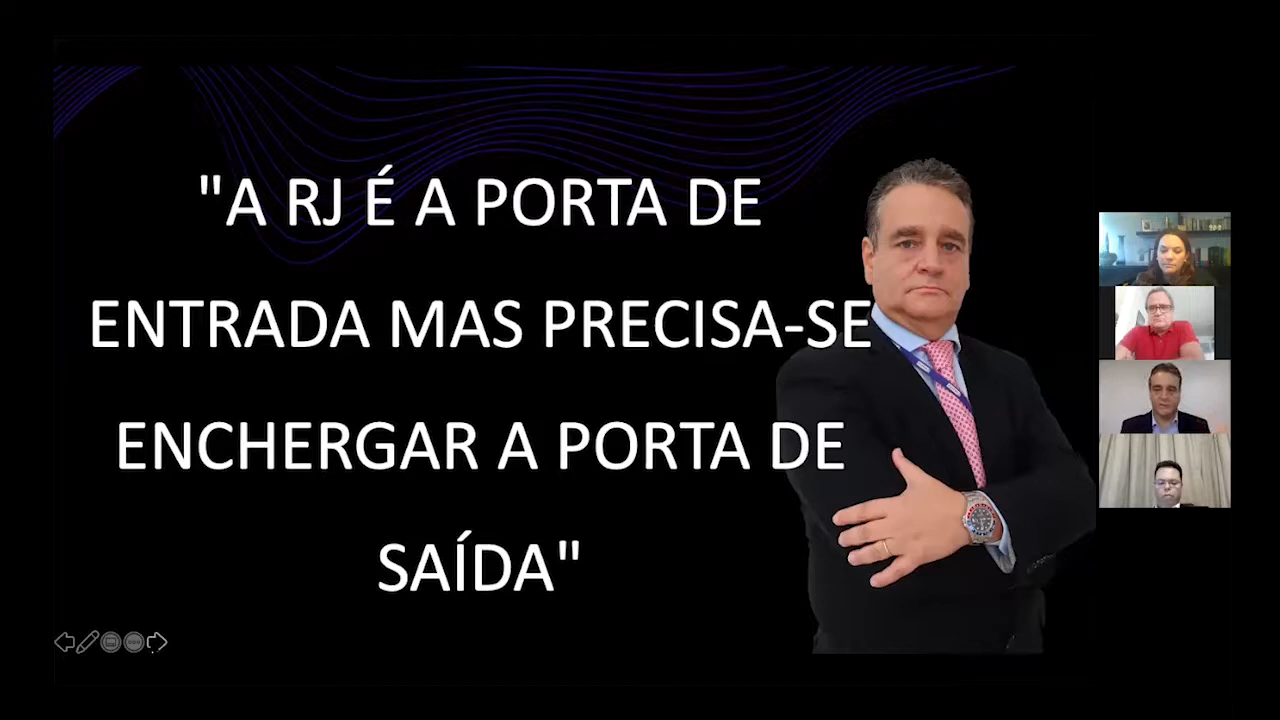 "A RJ É A PORTA DE
ENTRADA MAS PRECISA-SE
ENCHERGAR A PORTA DE
SAÍDA"